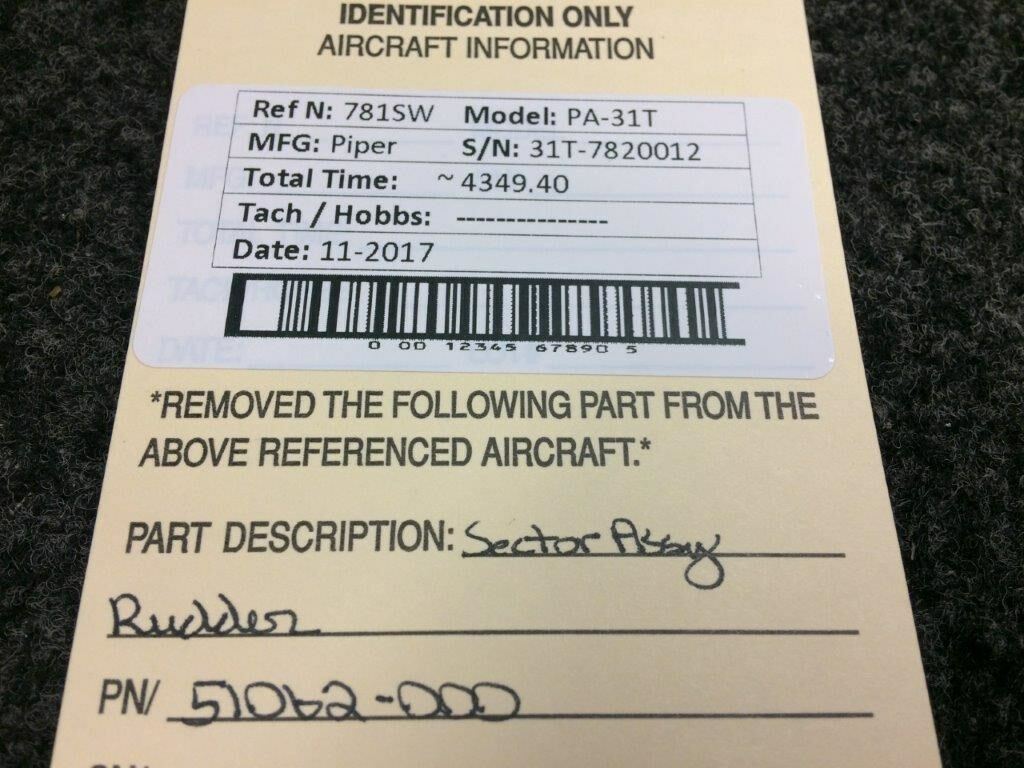 IDENTIFICATION ONLY
AIRCRAFT INFORMATION
Ref N: 781SW Model: PA-31T
MFG: Piper S/N: 31T-7820012
Total Time: ~ 4349.40
Tach / Hobbs: ---------------
Date: 11-2017
0 00 12345 67890 5
*REMOVED THE FOLLOWING PART FROM THE
ABOVE REFERENCED AIRCRAFT.*
PART DESCRIPTION: Sector Assy
Rudder
PN/ 51062-000